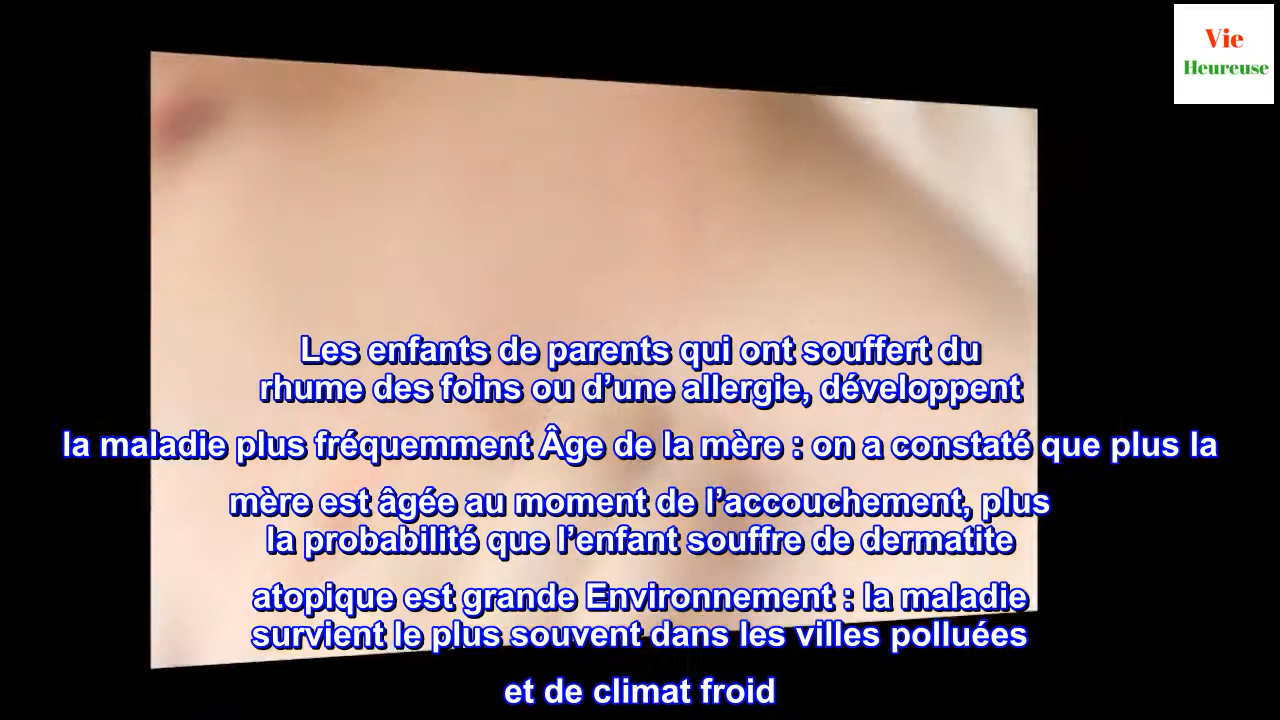 Vie
Heureuse
Les enfants de parents qui ont souffert du
rhume des foins ou d’une allergie, développent
la maladie plus fréquemment Âge de la mère : on a constaté que plus la
mère est âgée au moment de l’accouchement, plus
la probabilité que l’enfant souffre de dermatite
atopique est grande Environnement : la maladie
survient le plus souvent dans les villes polluées
et de climat froid